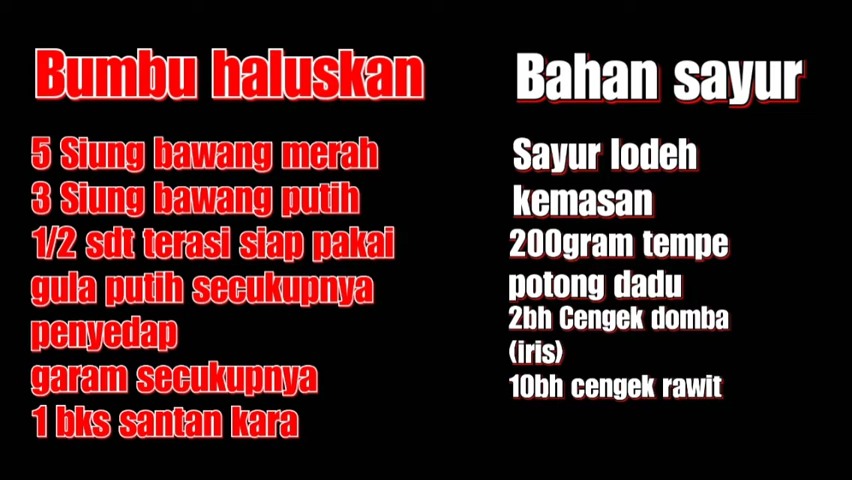 Bumbu haluskan
5 Siung bawang merah
3 Siung bawang putih
1/2 sdt terasi siap pakai
gula putih secukupnya
penyedap
garam secukupnya
1 bks santan kara
Bahan sayur
Sayur lodeh
kemasan
200gram tempe
potong dadu
2bh Cengek domba
(iris)
10bh cengek rawit